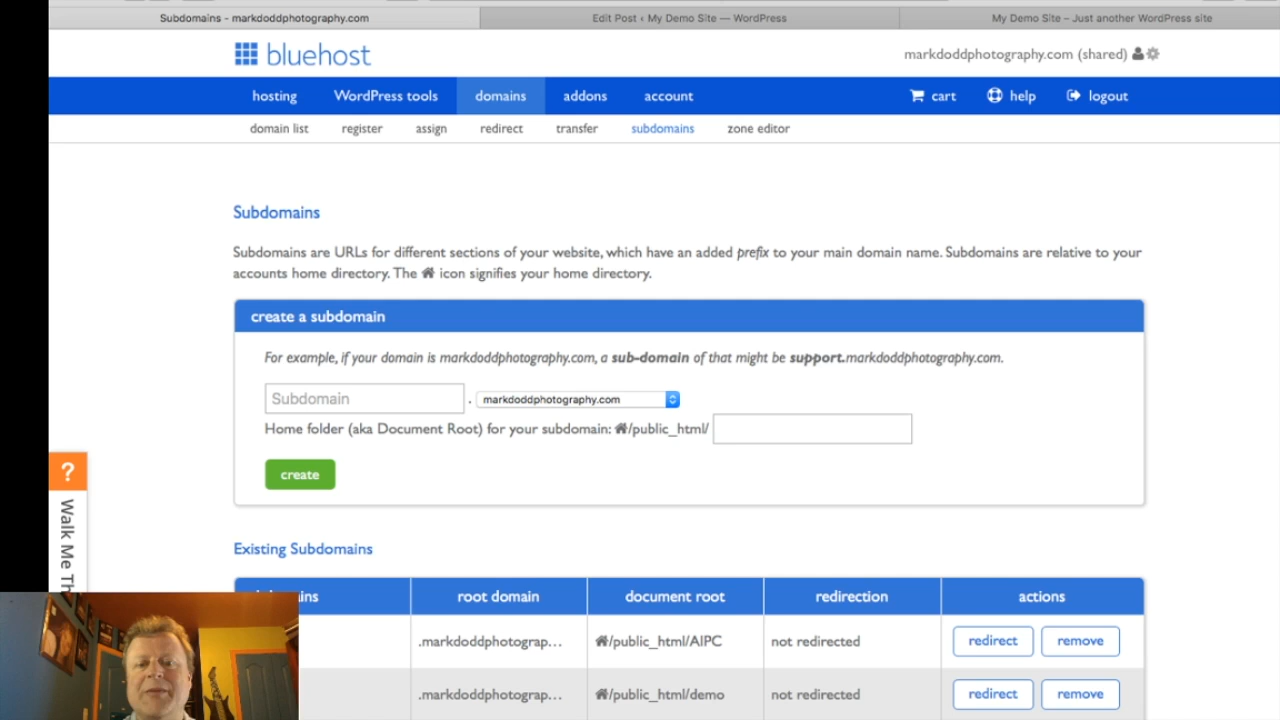 Subdomains - markdoddphotography.com
Edit Post ‹ My Demo Site — WordPress
My Demo Site – Just another WordPress site
bluehost
markdoddphotography.com (shared)
hosting
WordPress tools
domains
addons
account
cart
help
logout
domain list
register
assign
redirect
transfer
subdomains
zone editor
Subdomains
Subdomains are URLs for different sections of your website, which have an added prefix to your main domain name. Subdomains are relative to your
accounts home directory. The icon signifies your home directory.
create a subdomain
For example, if your domain is markdoddphotography.com, a sub-domain of that might be support.markdoddphotography.com.
Subdomain . markdoddphotography.com
Home folder (aka Document Root) for your subdomain: /public_html/
create
?
Walk Me Th
Existing Subdomains
root domain
document root
redirection
actions
.markdoddphotograp...
/public_html/AIPC
not redirected
redirect
remove
.markdoddphotograp...
/public_html/demo
not redirected
redirect
remove